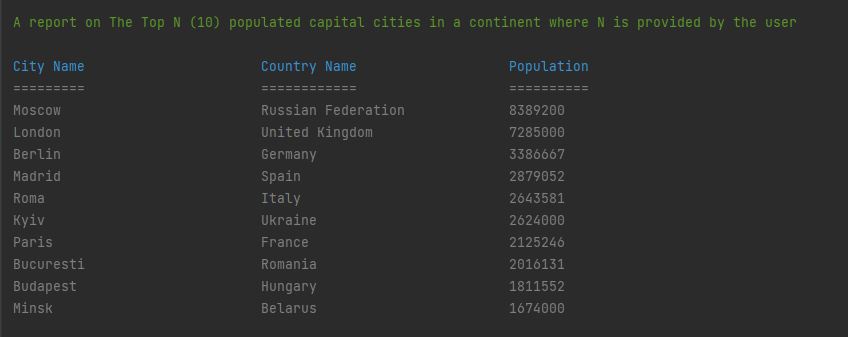 A report on The Top N (10) populated capital cities in a continent where N is provided by the user
City Name Country Name Population
========= ============ ==========
Moscow Russian Federation 8389200
London United Kingdom 7285000
Berlin Germany 3386667
Madrid Spain 2879052
Roma Italy 2643581
Kyiv Ukraine 2624000
Paris France 2125246
Bucuresti Romania 2016131
Budapest Hungary 1811552
Minsk Belarus 1674000